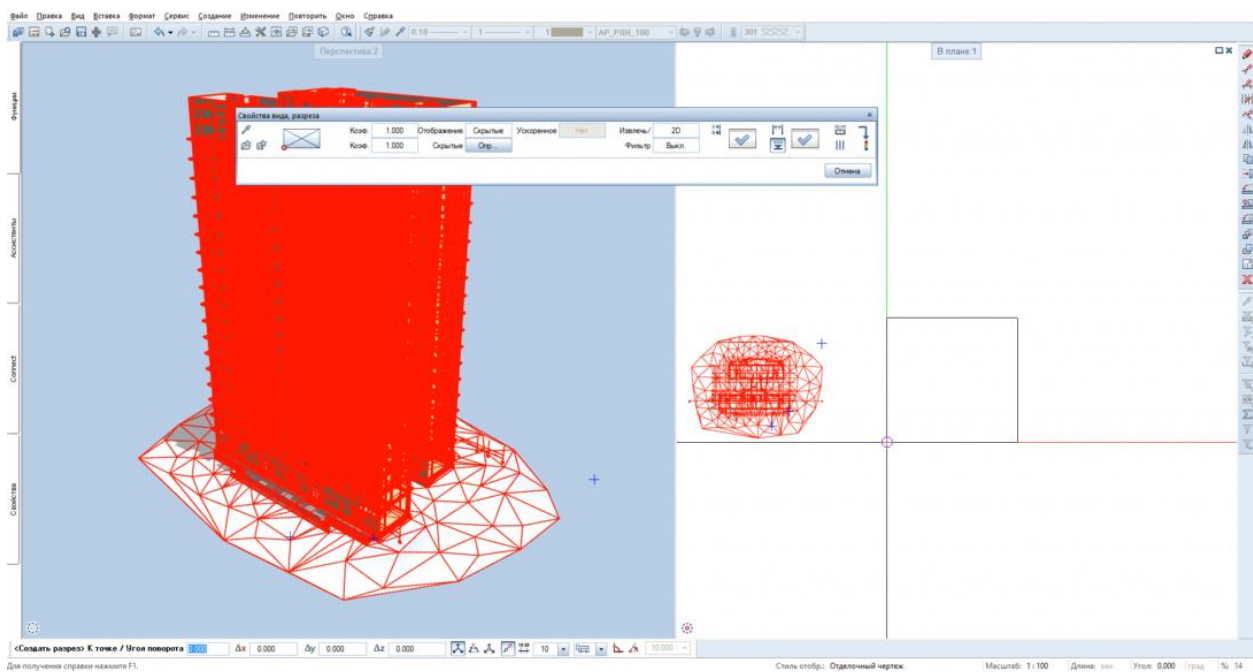 Файл Правка Вид Вставка Формат Сервис Создание Изменение Повторить Окно Справка
0.18 1 1 AP_РВН_100 301
Перспектива:2
В плане:1
Свойства вида, разреза
Коэф. 1.000 Отображение Скрытые Ускоренное Нет Извлечь/ 2D
Коэф. 1.000 Скрытые Опр... Фильтр Выкл.
Отмена
Функции
Ассистенты
Connect
Свойства
<Создать разрез> К точке / Угол поворота 0.000 Δx 0.000 Δy 0.000 Δz 0.000 10 10.000
Для получения справки нажмите F1.
Стиль отобр.: Отделочный чертеж Масштаб: 1:100 Длина: мм Угол: 0.000 град %: 14